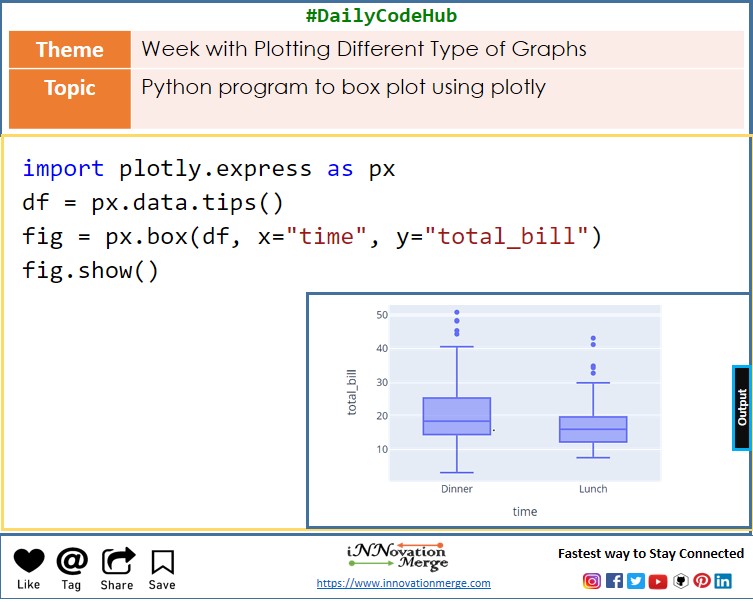 #DailyCodeHub
Theme
Week with Plotting Different Type of Graphs
Topic
Python program to box plot using plotly
import plotly.express as px
df = px.data.tips()
fig = px.box(df, x="time", y="total_bill")
fig.show()
50
40
30
20
10
total_bill
Dinner
Lunch
time
Output
Like
Tag
Share
Save
iNNovation
Merge
https://www.innovationmerge.com
Fastest way to Stay Connected